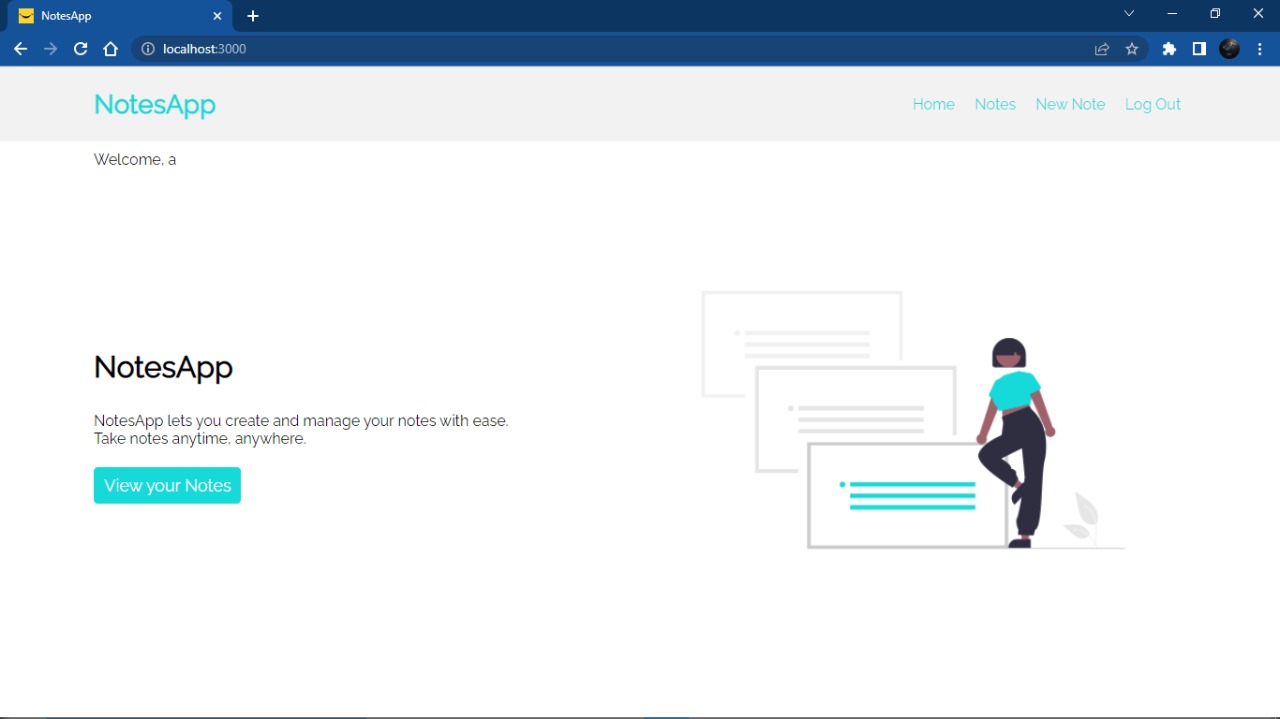 NotesApp
localhost:3000
NotesApp
Home Notes New Note Log Out
Welcome, a
NotesApp
NotesApp lets you create and manage your notes with ease.
Take notes anytime, anywhere.
View your Notes